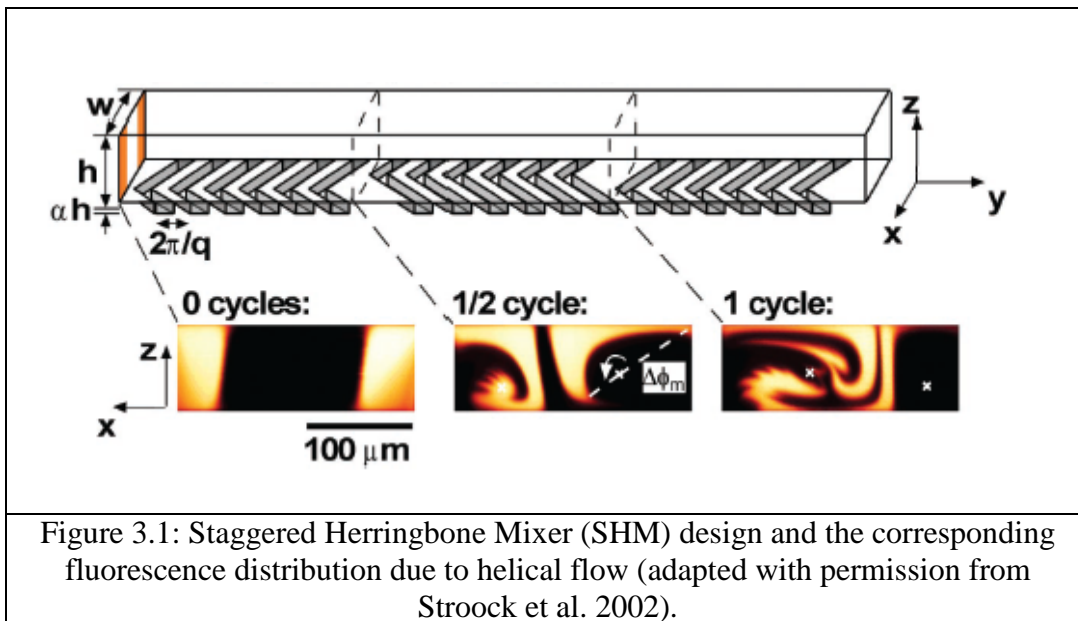 w
h
αh
2π/q
z
y
x
0 cycles:
1/2 cycle:
1 cycle:
z
x
Δϕm
100 μm
Figure 3.1: Staggered Herringbone Mixer (SHM) design and the corresponding
fluorescence distribution due to helical flow (adapted with permission from
Stroock et al. 2002).